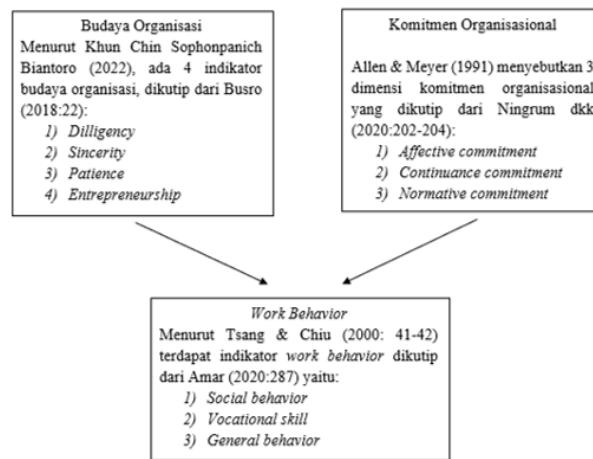 Budaya Organisasi
Menurut Khun Chin Sophonpanich
Biantoro (2022), ada 4 indikator
budaya organisasi, dikutip dari Busro
(2018:22):
1) Dilligency
2) Sincerity
3) Patience
4) Entrepreneurship
Komitmen Organisasional
Allen & Meyer (1991) menyebutkan 3
dimensi komitmen organisasional
yang dikutip dari Ningrum dkk
(2020:202-204):
1) Affective commitment
2) Continuance commitment
3) Normative commitment
Work Behavior
Menurut Tsang & Chiu (2000: 41-42)
terdapat indikator work behavior dikutip
dari Amar (2020:287) yaitu:
1) Social behavior
2) Vocational skill
3) General behavior